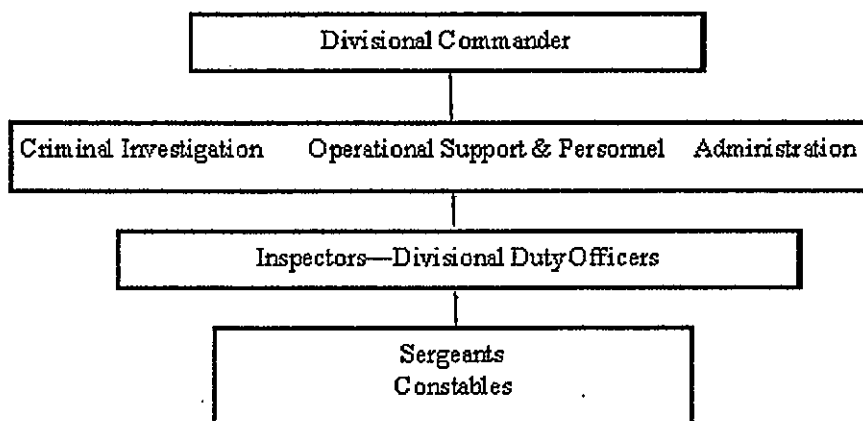 Divisional Commander
Criminal Investigation Operational Support & Personnel Administration
Inspectors—Divisional Duty Officers
Sergeants
Constables